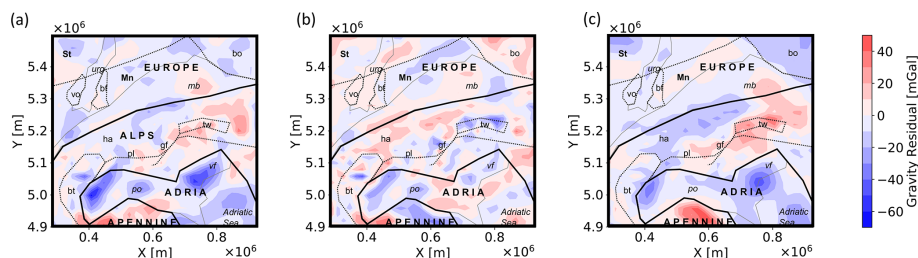 (a)
×10⁶
St
bo
5.4
urg
EUROPE
Mn
vo
bf
mb
5.3
Y [m]
5.2
ALPS
tw
ha
gf
pl
5.1
vf
bt
po
ADRIA
5.0
Adriatic
APENNINE
Sea
4.9
0.4
0.6
0.8
X [m]
×10⁶
(b)
×10⁶
St
bo
5.4
urg
EUROPE
Mn
vo
bf
mb
5.3
Y [m]
5.2
tw
ha
gf
pl
5.1
vf
bt
po
ADRIA
5.0
Adriatic
APENNINE
Sea
4.9
0.4
0.6
0.8
X [m]
×10⁶
(c)
×10⁶
St
bo
5.4
urg
EUROPE
Mn
vo
bf
mb
5.3
Y [m]
5.2
tw
ha
gf
pl
5.1
vf
bt
po
ADRIA
5.0
Adriatic
APENNINE
Sea
4.9
0.4
0.6
0.8
X [m]
×10⁶
40
20
0
−20
−40
−60
Gravity Residual [mGal]